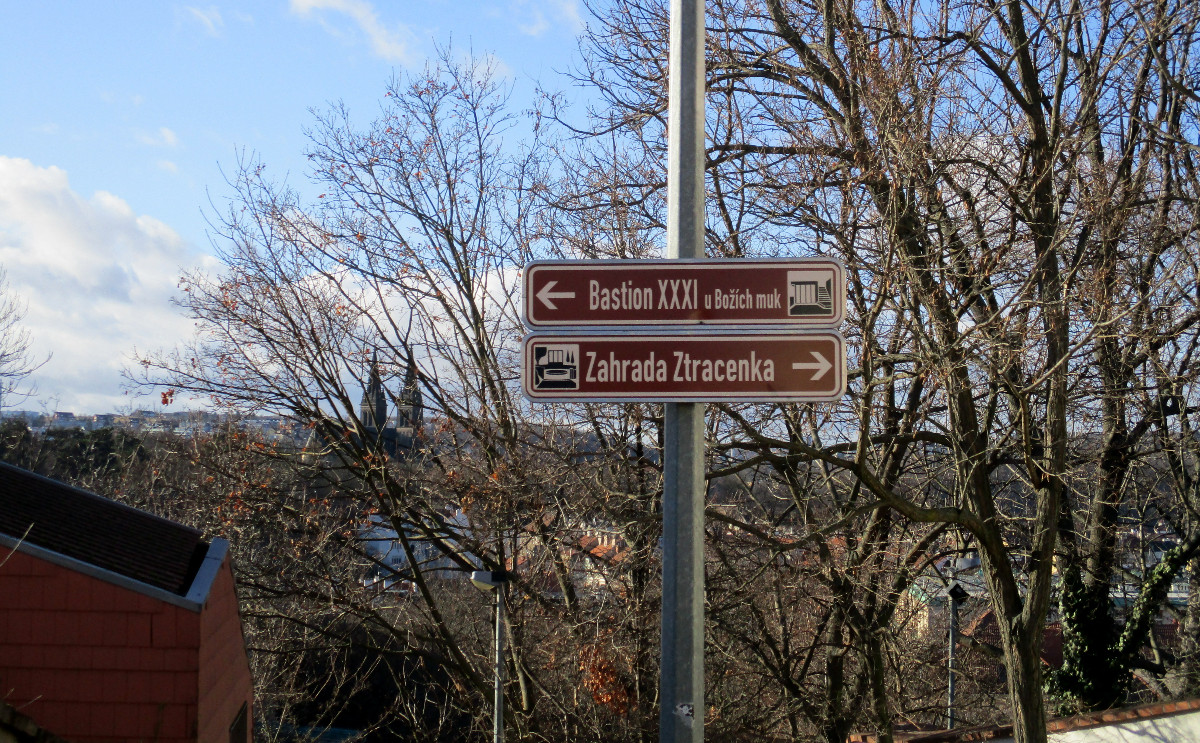 Bastion XXXI u Božích muk
Zahrada Ztracenka